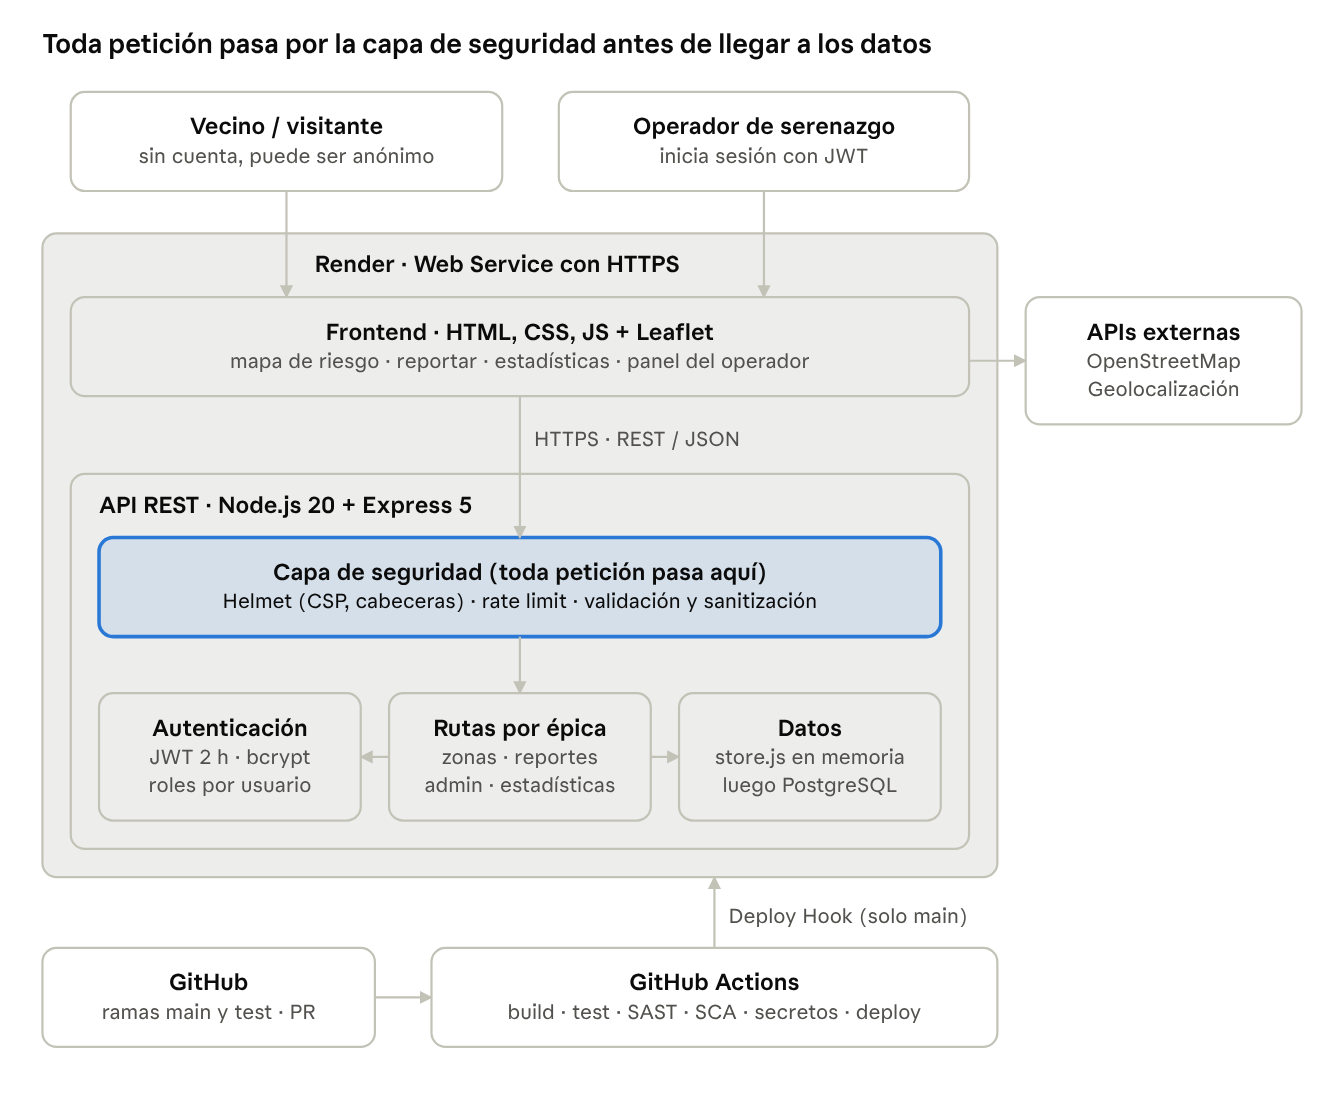 Toda petición pasa por la capa de seguridad antes de llegar a los datos
Vecino / visitante
sin cuenta, puede ser anónimo
Operador de serenazgo
inicia sesión con JWT
Render · Web Service con HTTPS
Frontend · HTML, CSS, JS + Leaflet
mapa de riesgo · reportar · estadísticas · panel del operador
APIs externas
OpenStreetMap
Geolocalización
HTTPS · REST / JSON
API REST · Node.js 20 + Express 5
Capa de seguridad (toda petición pasa aquí)
Helmet (CSP, cabeceras) · rate limit · validación y sanitización
Autenticación
JWT 2 h · bcrypt
roles por usuario
Rutas por épica
zonas · reportes
admin · estadísticas
Datos
store.js en memoria
luego PostgreSQL
Deploy Hook (solo main)
GitHub
ramas main y test · PR
GitHub Actions
build · test · SAST · SCA · secretos · deploy